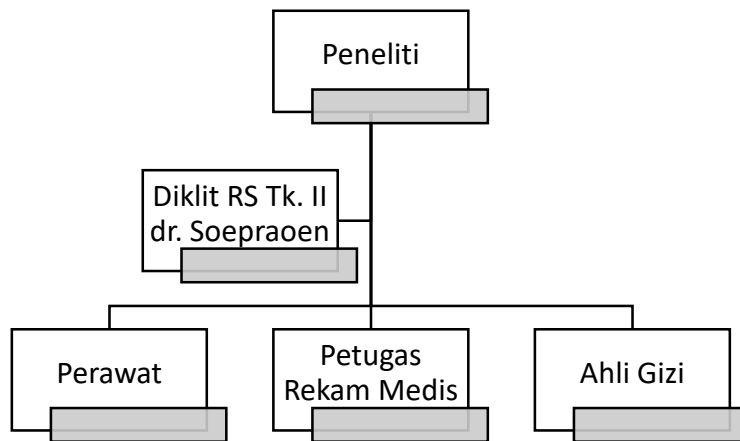 Peneliti
Diklit RS Tk. II
dr. Soepraoen
Perawat
Petugas
Rekam Medis
Ahli Gizi